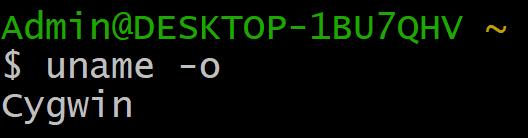 Admin@DESKTOP-1BU7QHV ~
$ uname -o
Cygwin